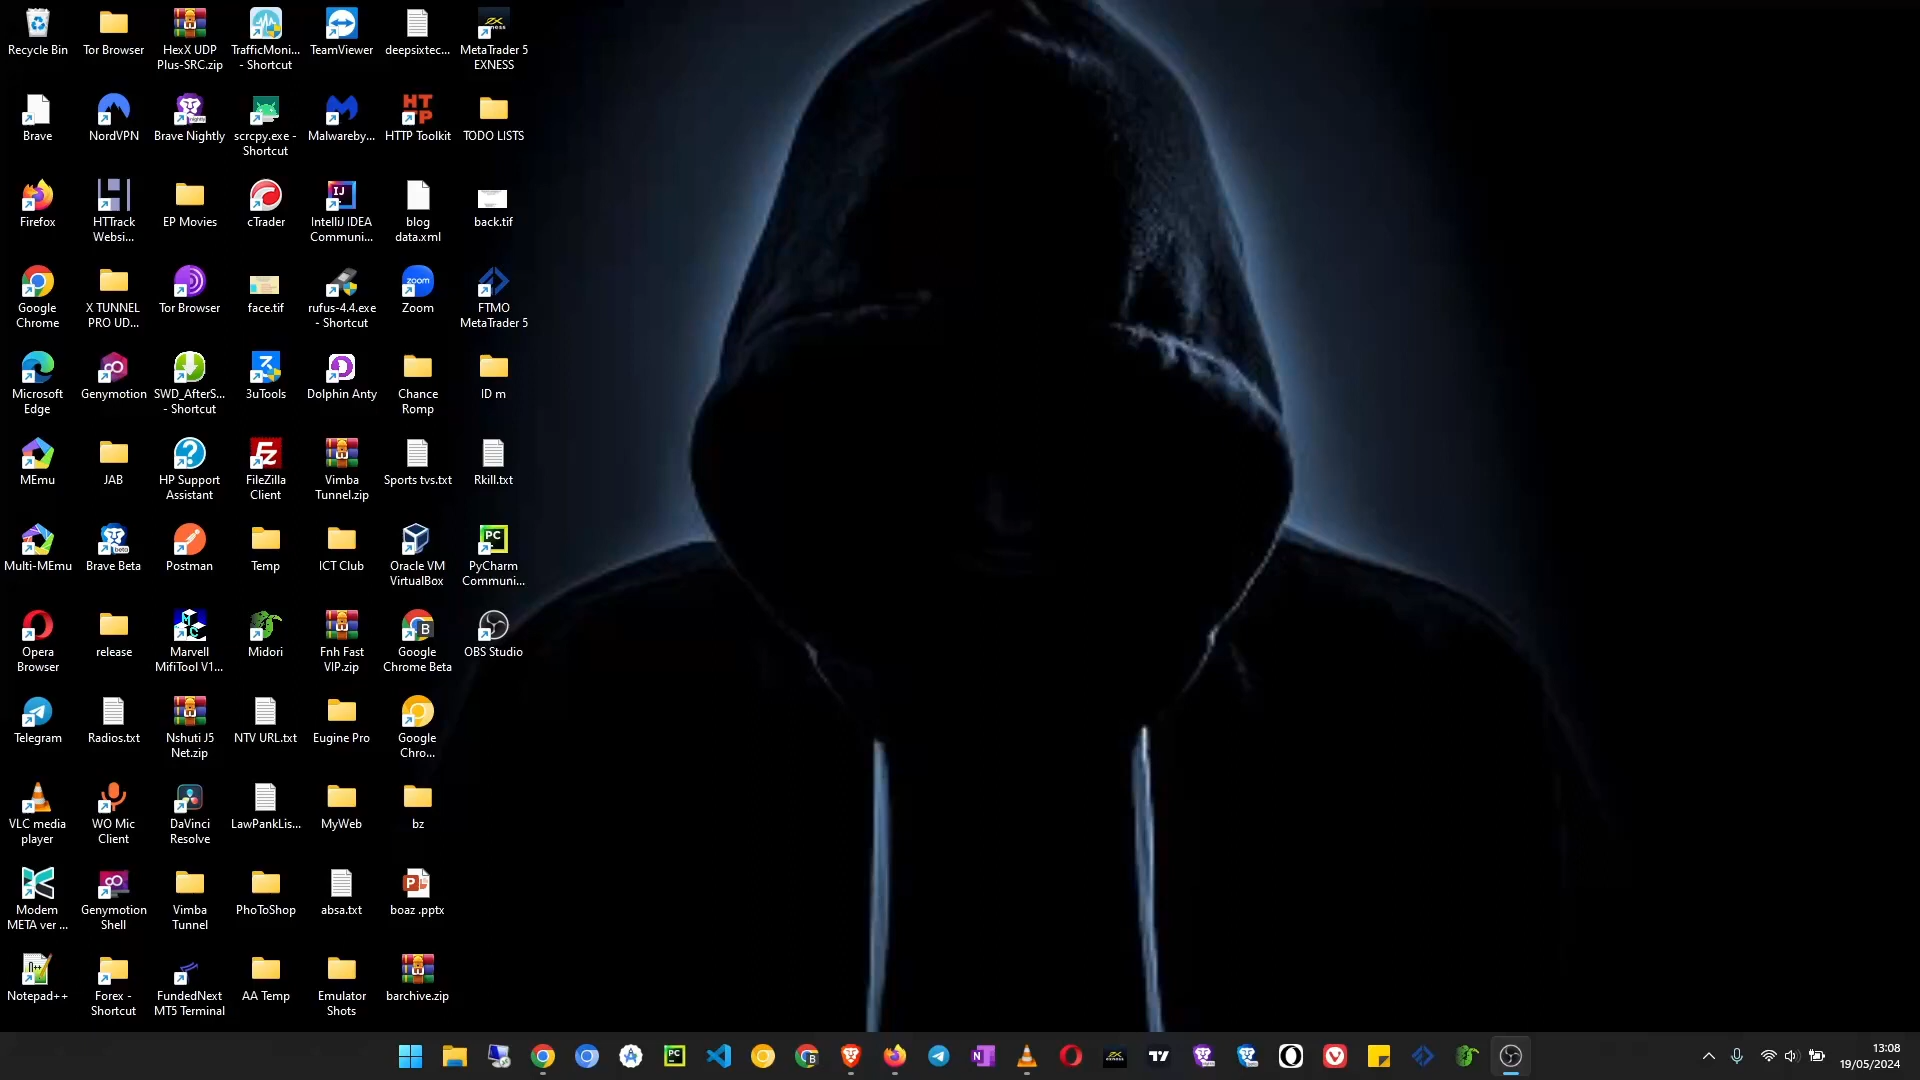 Recycle Bin
Tor Browser
HexX UDP
Plus-SRC.zip
TrafficMoni...
- Shortcut
TeamViewer
deepsixtec...
MetaTrader 5
EXNESS
Brave
NordVPN
Brave Nightly
scrcpy.exe -
Shortcut
Malwareby...
HTTP Toolkit
TODO LISTS
Firefox
HTTrack
Websi...
EP Movies
cTrader
IntelliJ IDEA
Communi...
blog
data.xml
back.tif
Google
Chrome
X TUNNEL
PRO UD...
Tor Browser
face.tif
rufus-4.4.exe
- Shortcut
Zoom
FTMO
MetaTrader 5
Microsoft
Edge
Genymotion
SWD_AfterS...
- Shortcut
3uTools
Dolphin Anty
Chance
Romp
ID m
MEmu
JAB
HP Support
Assistant
FileZilla
Client
Vimba
Tunnel.zip
Sports tvs.txt
Rkill.txt
Multi-MEmu
Brave Beta
Postman
Temp
ICT Club
Oracle VM
VirtualBox
PyCharm
Communi...
Opera
Browser
release
Marvell
MifiTool V1...
Midori
Fnh Fast
VIP.zip
Google
Chrome Beta
OBS Studio
Telegram
Radios.txt
Nshuti J5
Net.zip
NTV URL.txt
Eugine Pro
Google
Chro...
VLC media
player
WO Mic
Client
DaVinci
Resolve
LawPankLis...
MyWeb
bz
Modem
META ver ...
Genymotion
Shell
Vimba
Tunnel
PhoToShop
absa.txt
boaz .pptx
Notepad++
Forex -
Shortcut
FundedNext
MT5 Terminal
AA Temp
Emulator
Shots
barchive.zip
13:08
19/05/2024